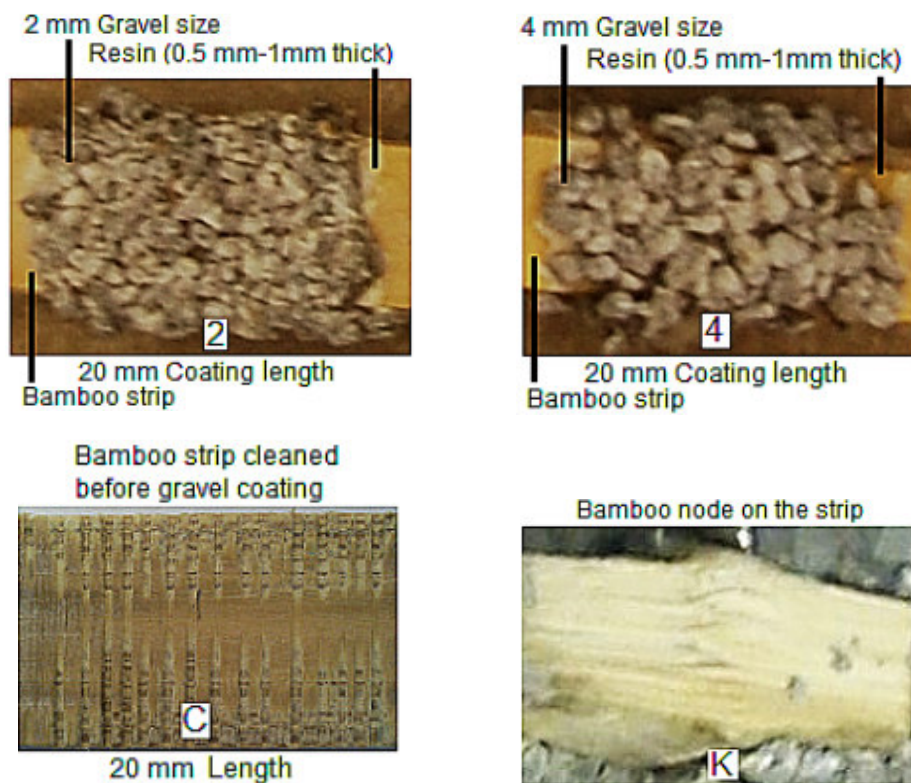 2 mm Gravel size
Resin (0.5 mm-1mm thick)
2
20 mm Coating length
Bamboo strip
4 mm Gravel size
Resin (0.5 mm-1mm thick)
4
20 mm Coating length
Bamboo strip
Bamboo strip cleaned
before gravel coating
C
20 mm Length
Bamboo node on the strip
K